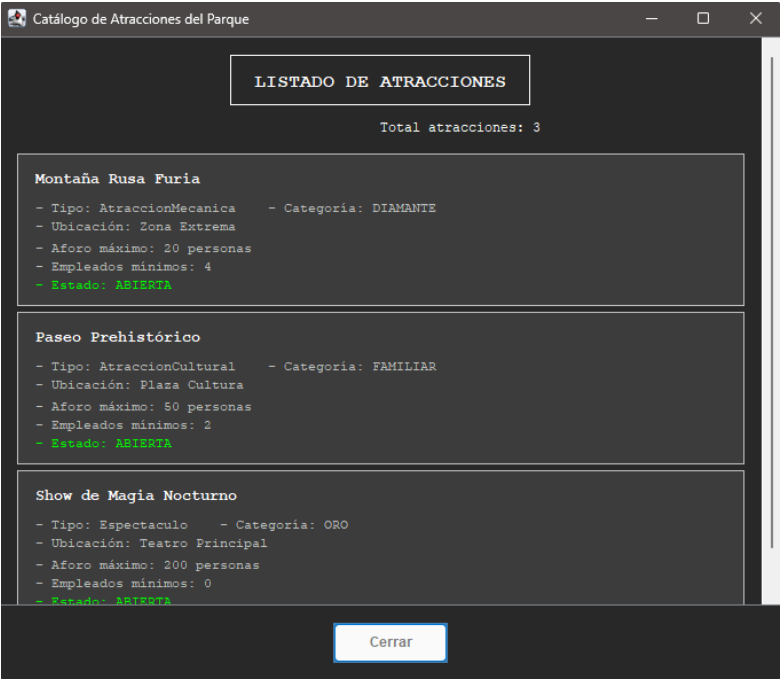 Catálogo de Atracciones del Parque
LISTADO DE ATRACCIONES
Total atracciones: 3
Montaña Rusa Furia
- Tipo: AtraccionMecanica - Categoría: DIAMANTE
- Ubicación: Zona Extrema
- Aforo máximo: 20 personas
- Empleados mínimos: 4
- Estado: ABIERTA
Paseo Prehistórico
- Tipo: AtraccionCultural - Categoría: FAMILIAR
- Ubicación: Plaza Cultura
- Aforo máximo: 50 personas
- Empleados mínimos: 2
- Estado: ABIERTA
Show de Magia Nocturno
- Tipo: Espectaculo - Categoría: ORO
- Ubicación: Teatro Principal
- Aforo máximo: 200 personas
- Empleados mínimos: 0
- Estado: ABIERTA
Cerrar